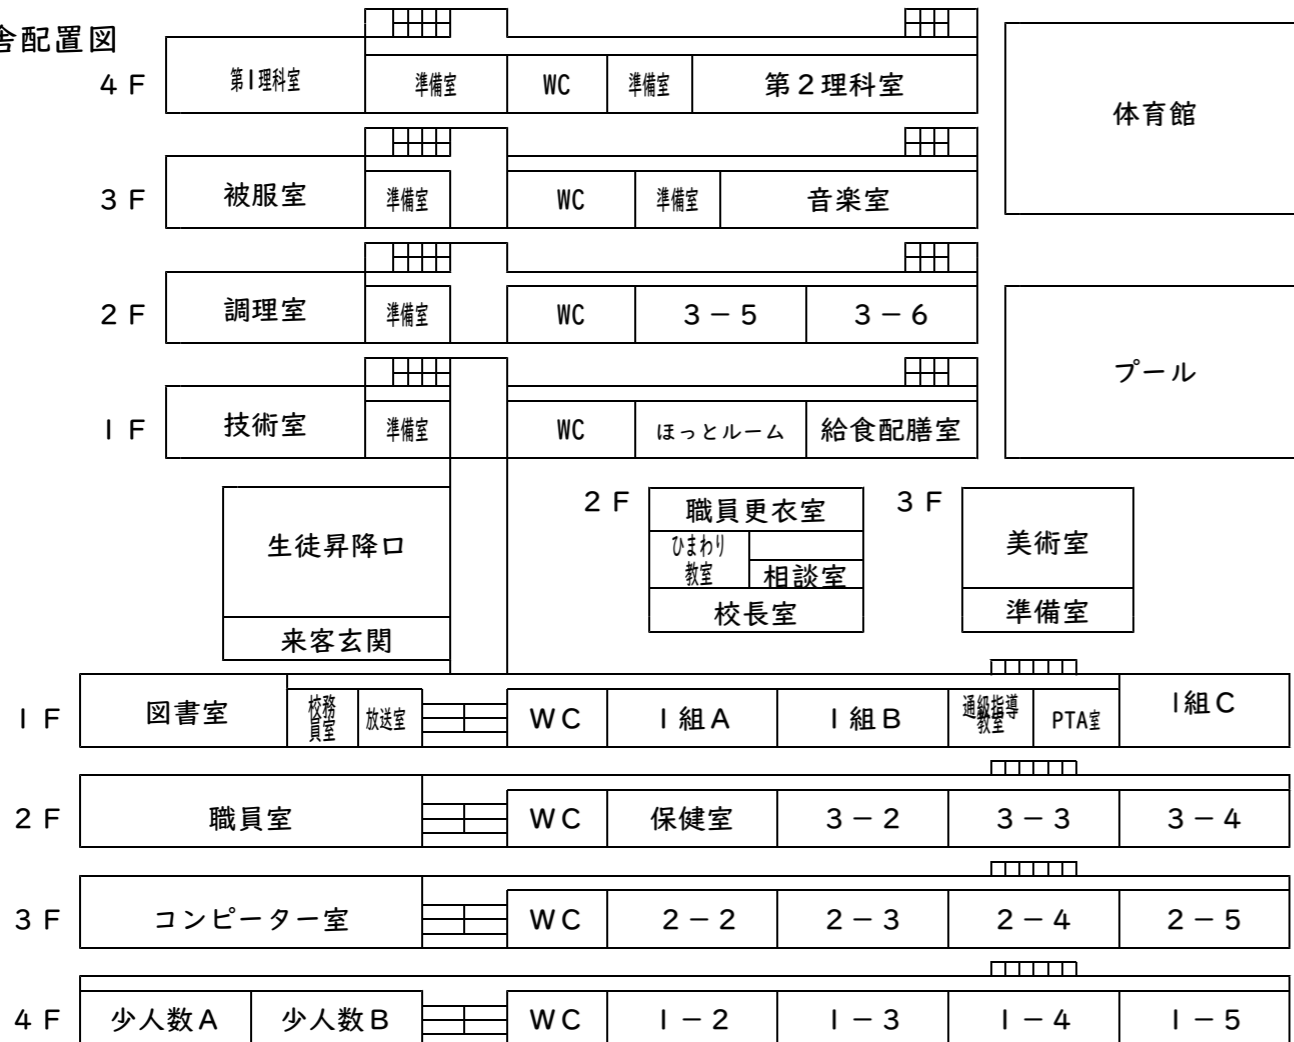 舎配置図
4F 第1理科室 準備室 WC 準備室 第2理科室
体育館
3F 被服室 準備室 WC 準備室 音楽室
2F 調理室 準備室 WC 3-5 3-6
プール
1F 技術室 準備室 WC ほっとルーム 給食配膳室
生徒昇降口
来客玄関
2F 職員更衣室
ひまわり
教室
相談室
校長室
3F 美術室
準備室
1F 図書室 校務員室 放送室 WC 1組A 1組B 通級指導教室 PTA室 1組C
2F 職員室 WC 保健室 3-2 3-3 3-4
3F コンピーター室 WC 2-2 2-3 2-4 2-5
4F 少人数A 少人数B WC 1-2 1-3 1-4 1-5